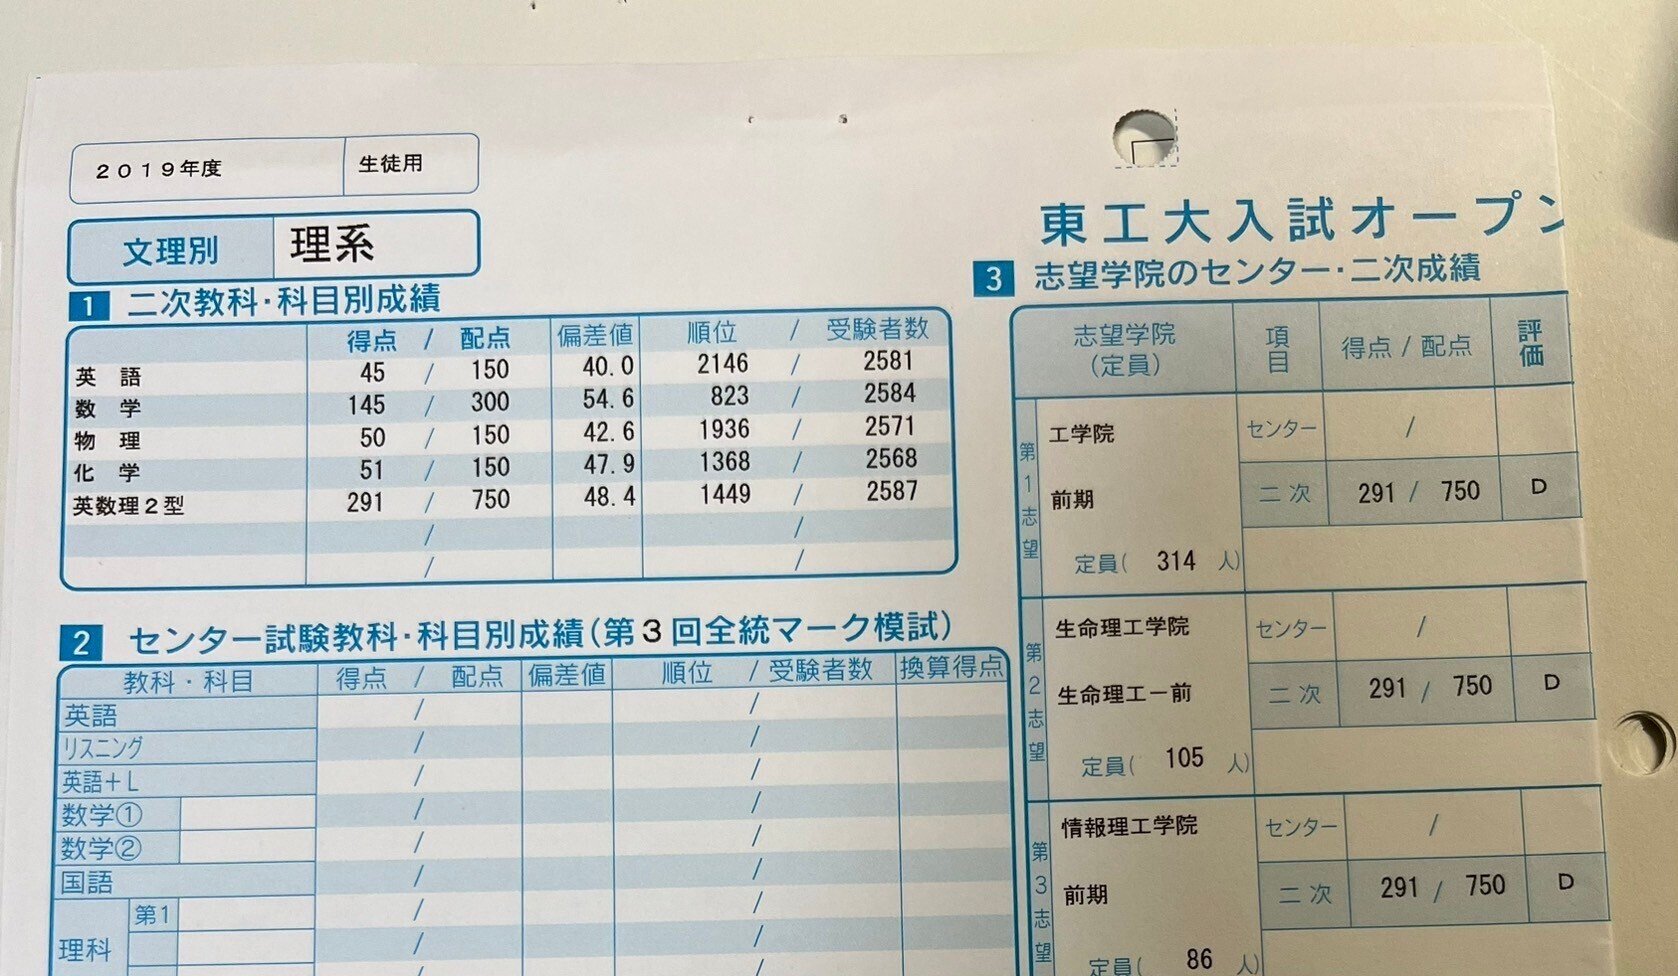 2019年度 生徒用
文理別 理系
1 二次教科・科目別成績
得点 / 配点 偏差値 順位 / 受験者数
英 語 45 / 150 40.0 2146 / 2581
数 学 145 / 300 54.6 823 / 2584
物 理 50 / 150 42.6 1936 / 2571
化 学 51 / 150 47.9 1368 / 2568
英数理2型 291 / 750 48.4 1449 / 2587
/ /
/ /
2 センター試験教科・科目別成績(第3回全統マーク模試)
教科・科目 得点 / 配点 偏差値 順位 / 受験者数 換算得点
英語 / /
リスニング / /
英語+L / /
数学① / /
数学② / /
国語 / /
理科 第1 / /
/ /
東工大入試オープン
3 志望学院のセンター・二次成績
志望学院 (定員) 項目 得点 / 配点 評価
第1志望 工学院 センター /
前期 二次 291 / 750 D
定員( 314 人)
第2志望 生命理工学院 センター /
生命理工ー前 二次 291 / 750 D
定員( 105 人)
第3志望 情報理工学院 センター /
前期 二次 291 / 750 D
定員( 86 人)